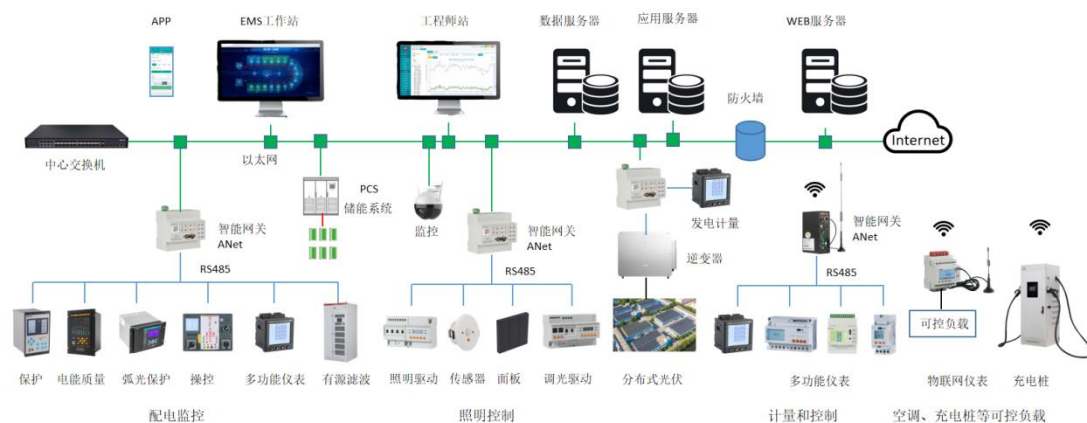 APP
EMS工作站
工程师站
数据服务器
应用服务器
WEB服务器
防火墙
Internet
中心交换机
以太网
PCS
储能系统
监控
智能网关
ANet
智能网关
ANet
发电计量
逆变器
智能网关
ANet
RS485
RS485
RS485
可控负载
保护
电能质量
弧光保护
操控
多功能仪表
有源滤波
照明驱动
传感器
面板
调光驱动
分布式光伏
多功能仪表
物联网仪表
充电桩
配电监控
照明控制
计量和控制
空调、充电桩等可控负载